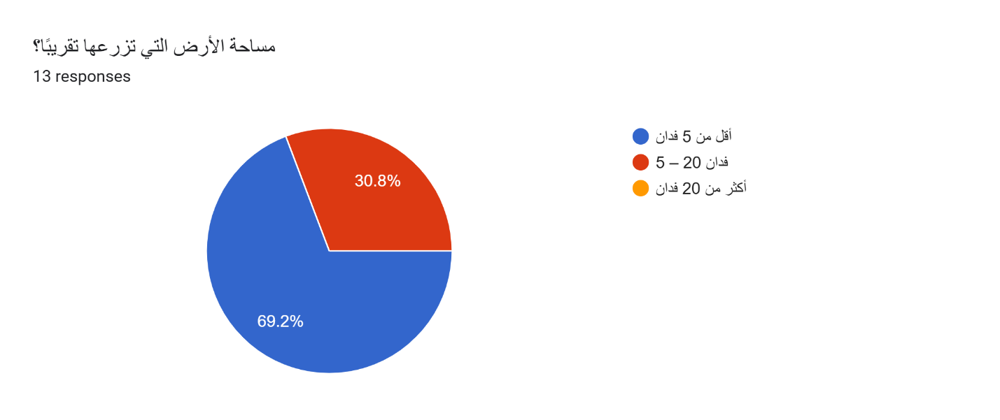 مساحة الأرض التي تزرعها تقريبًا؟
13 responses
أقل من 5 فدان
5 – 20 فدان
أكثر من 20 فدان
30.8%
69.2%